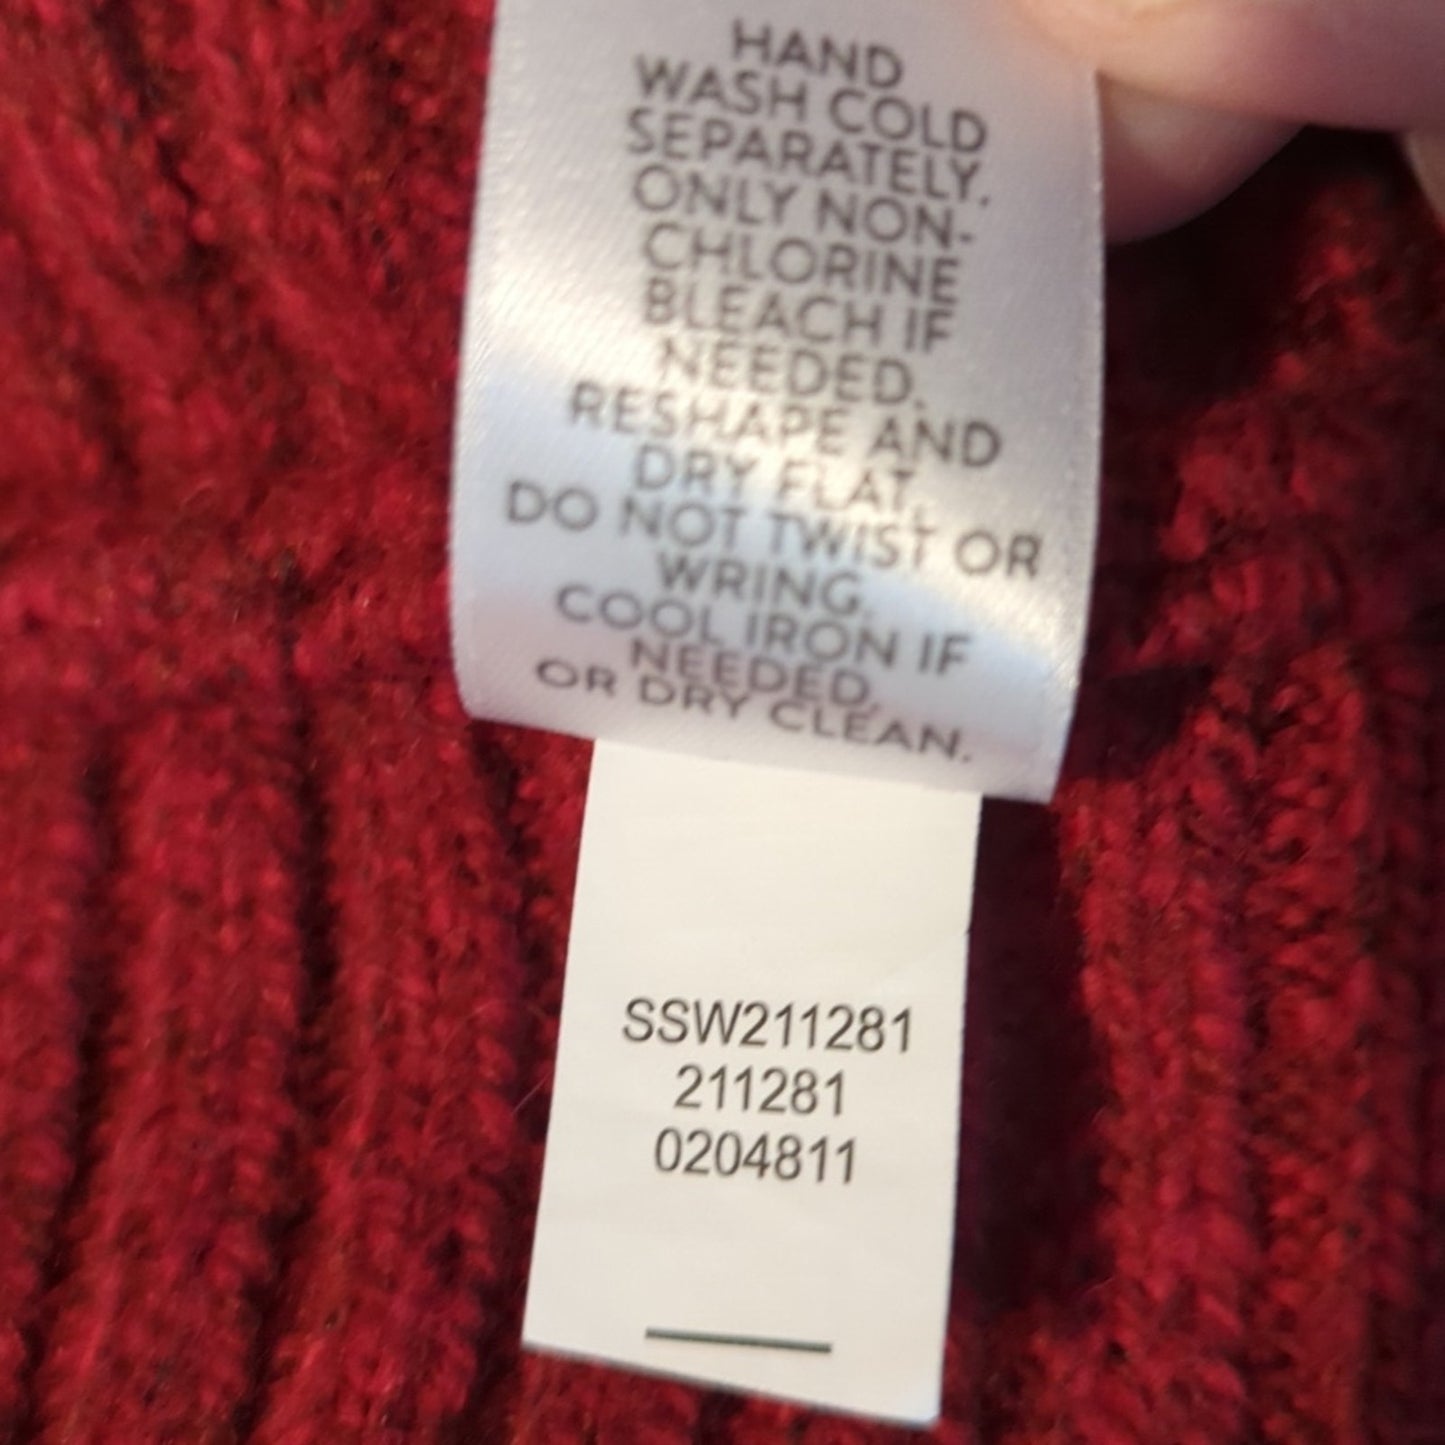 HAND
WASH COLD
SEPARATELY.
ONLY NON-
CHLORINE
BLEACH IF
NEEDED.
RESHAPE AND
DRY FLAT.
DO NOT TWIST OR
WRING.
COOL IRON IF
NEEDED,
OR DRY CLEAN.
SSW211281
211281
0204811